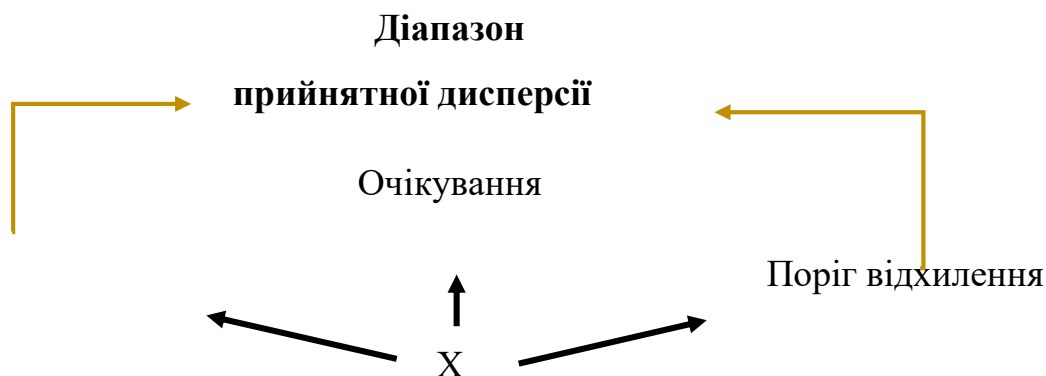 Діапазон
прийнятної дисперсії
Очікування
Поріг відхилення
Х